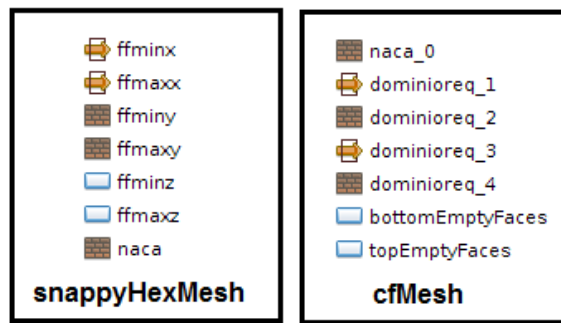 ffminx
ffmaxx
ffminy
ffmaxy
ffminz
ffmaxz
naca
snappyHexMesh
naca_0
dominioreq_1
dominioreq_2
dominioreq_3
dominioreq_4
bottomEmptyFaces
topEmptyFaces
cfMesh